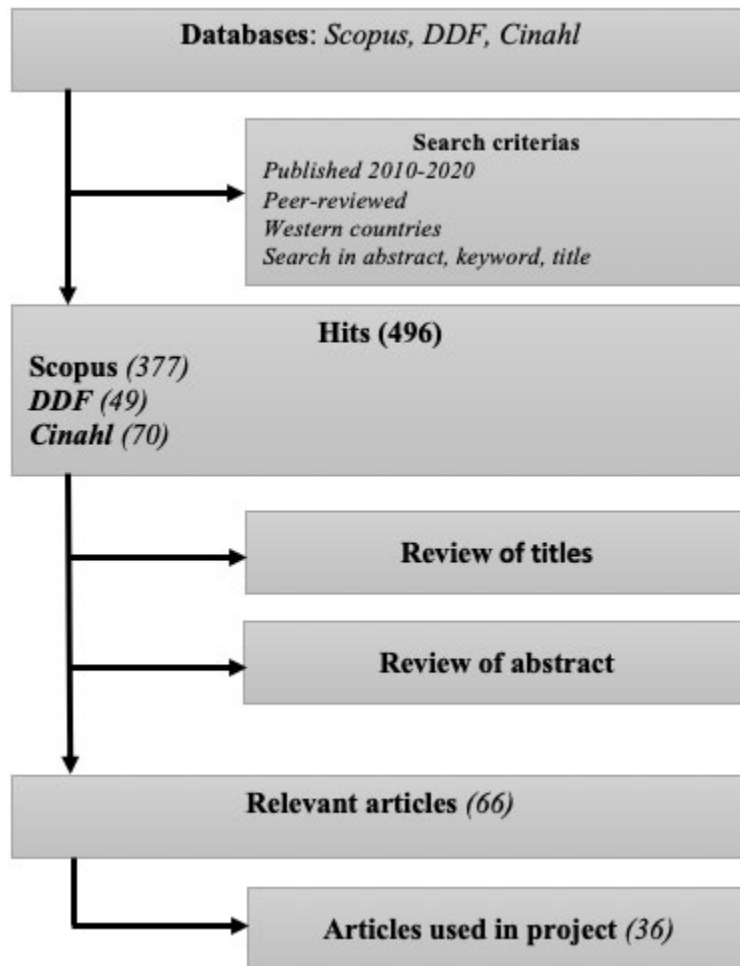 Databases: Scopus, DDF, Cinahl
Search criterias
Published 2010-2020
Peer-reviewed
Western countries
Search in abstract, keyword, title
Hits (496)
Scopus (377)
DDF (49)
Cinahl (70)
Review of titles
Review of abstract
Relevant articles (66)
Articles used in project (36)